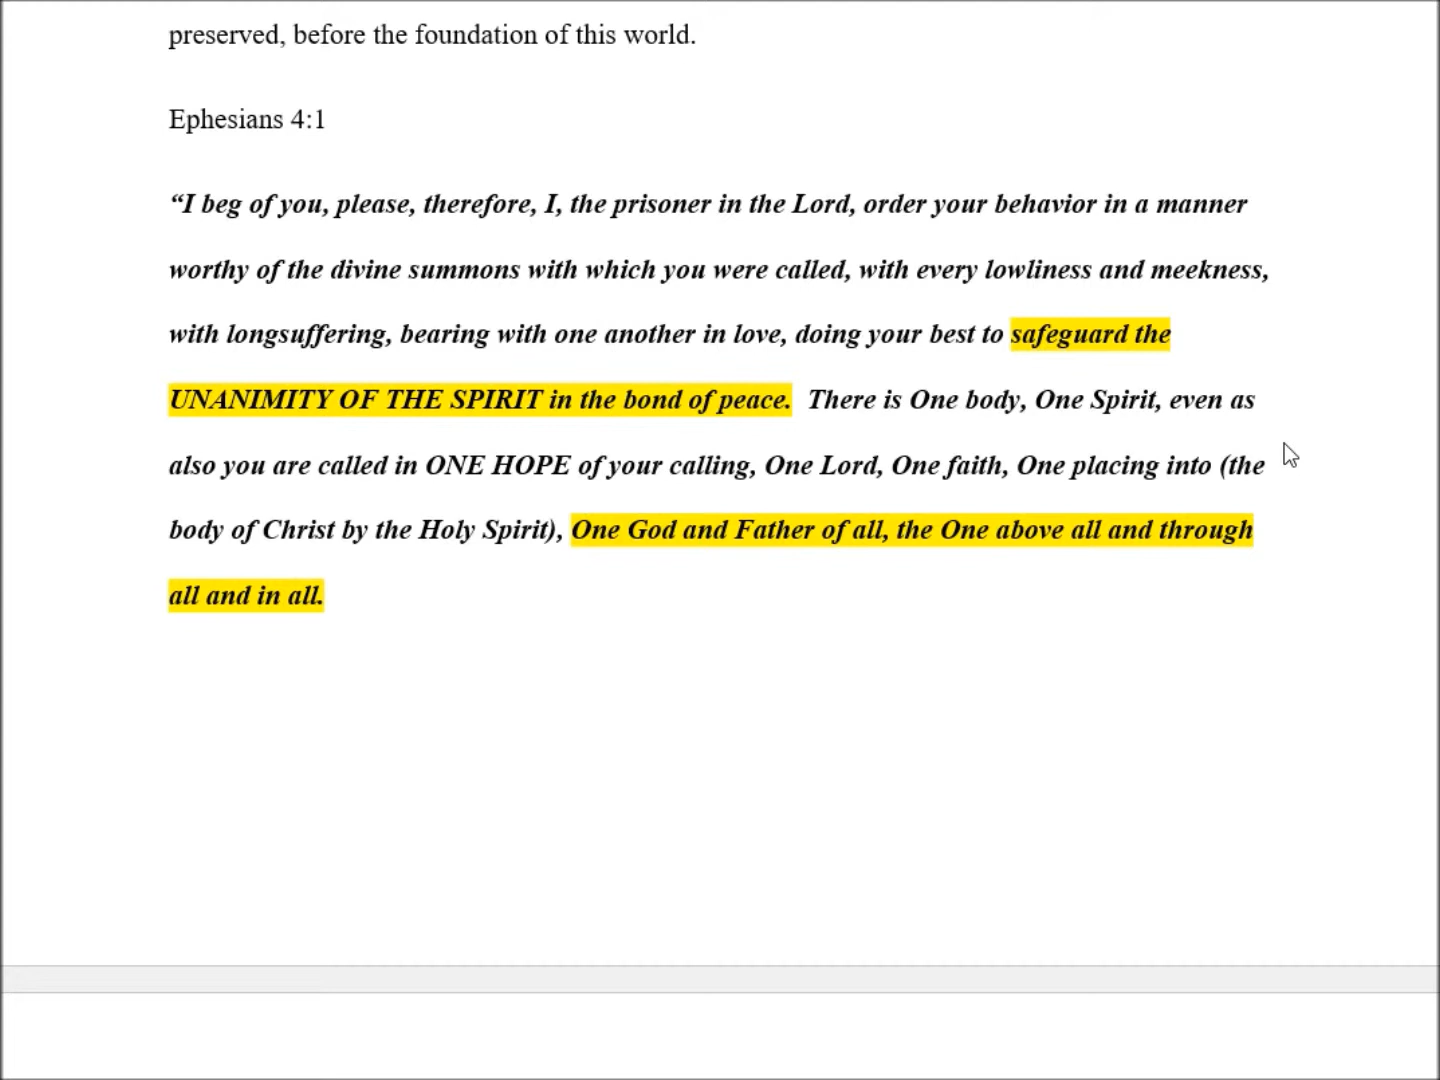 preserved, before the foundation of this world.
Ephesians 4:1
“I beg of you, please, therefore, I, the prisoner in the Lord, order your behavior in a manner
worthy of the divine summons with which you were called, with every lowliness and meekness,
with longsuffering, bearing with one another in love, doing your best to safeguard the
UNANIMITY OF THE SPIRIT in the bond of peace.  There is One body, One Spirit, even as
also you are called in ONE HOPE of your calling, One Lord, One faith, One placing into (the
body of Christ by the Holy Spirit), One God and Father of all, the One above all and through
all and in all.